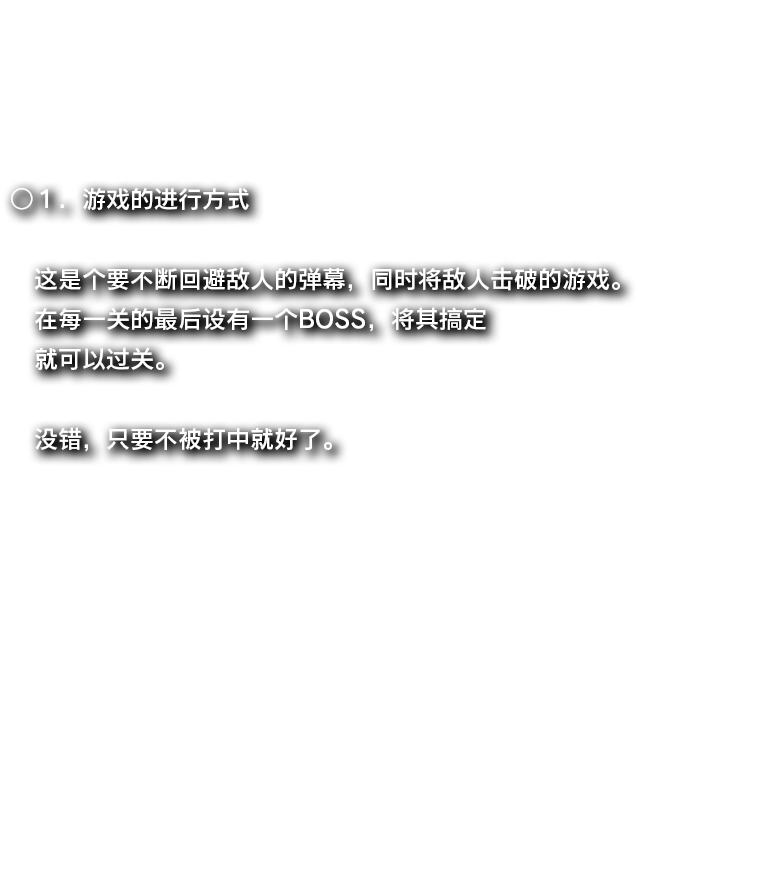 ○１．游戏的进行方式
这是个要不断回避敌人的弹幕，同时将敌人击破的游戏。
在每一关的最后设有一个BOSS，将其搞定
就可以过关。
没错，只要不被打中就好了。